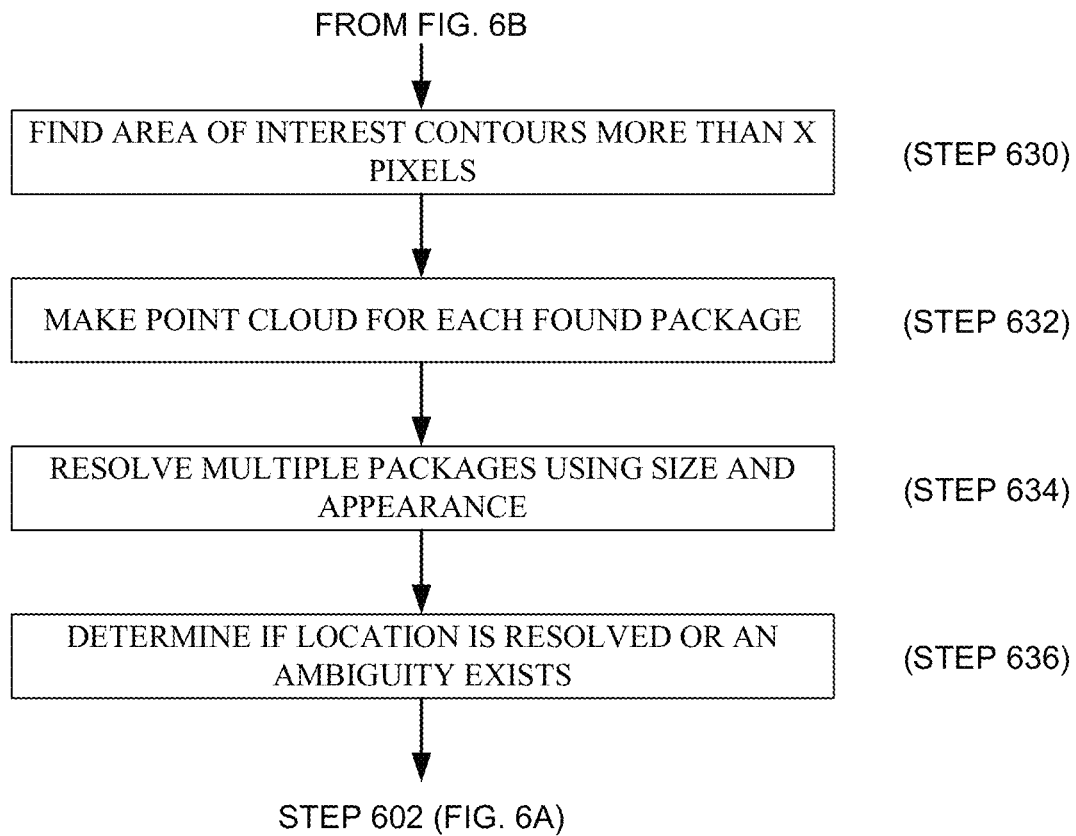 FROM FIG. 6B
FIND AREA OF INTEREST CONTOURS MORE THAN X
PIXELS
(STEP 630)
MAKE POINT CLOUD FOR EACH FOUND PACKAGE
(STEP 632)
RESOLVE MULTIPLE PACKAGES USING SIZE AND
APPEARANCE
(STEP 634)
DETERMINE IF LOCATION IS RESOLVED OR AN
AMBIGUITY EXISTS
(STEP 636)
STEP 602 (FIG. 6A)